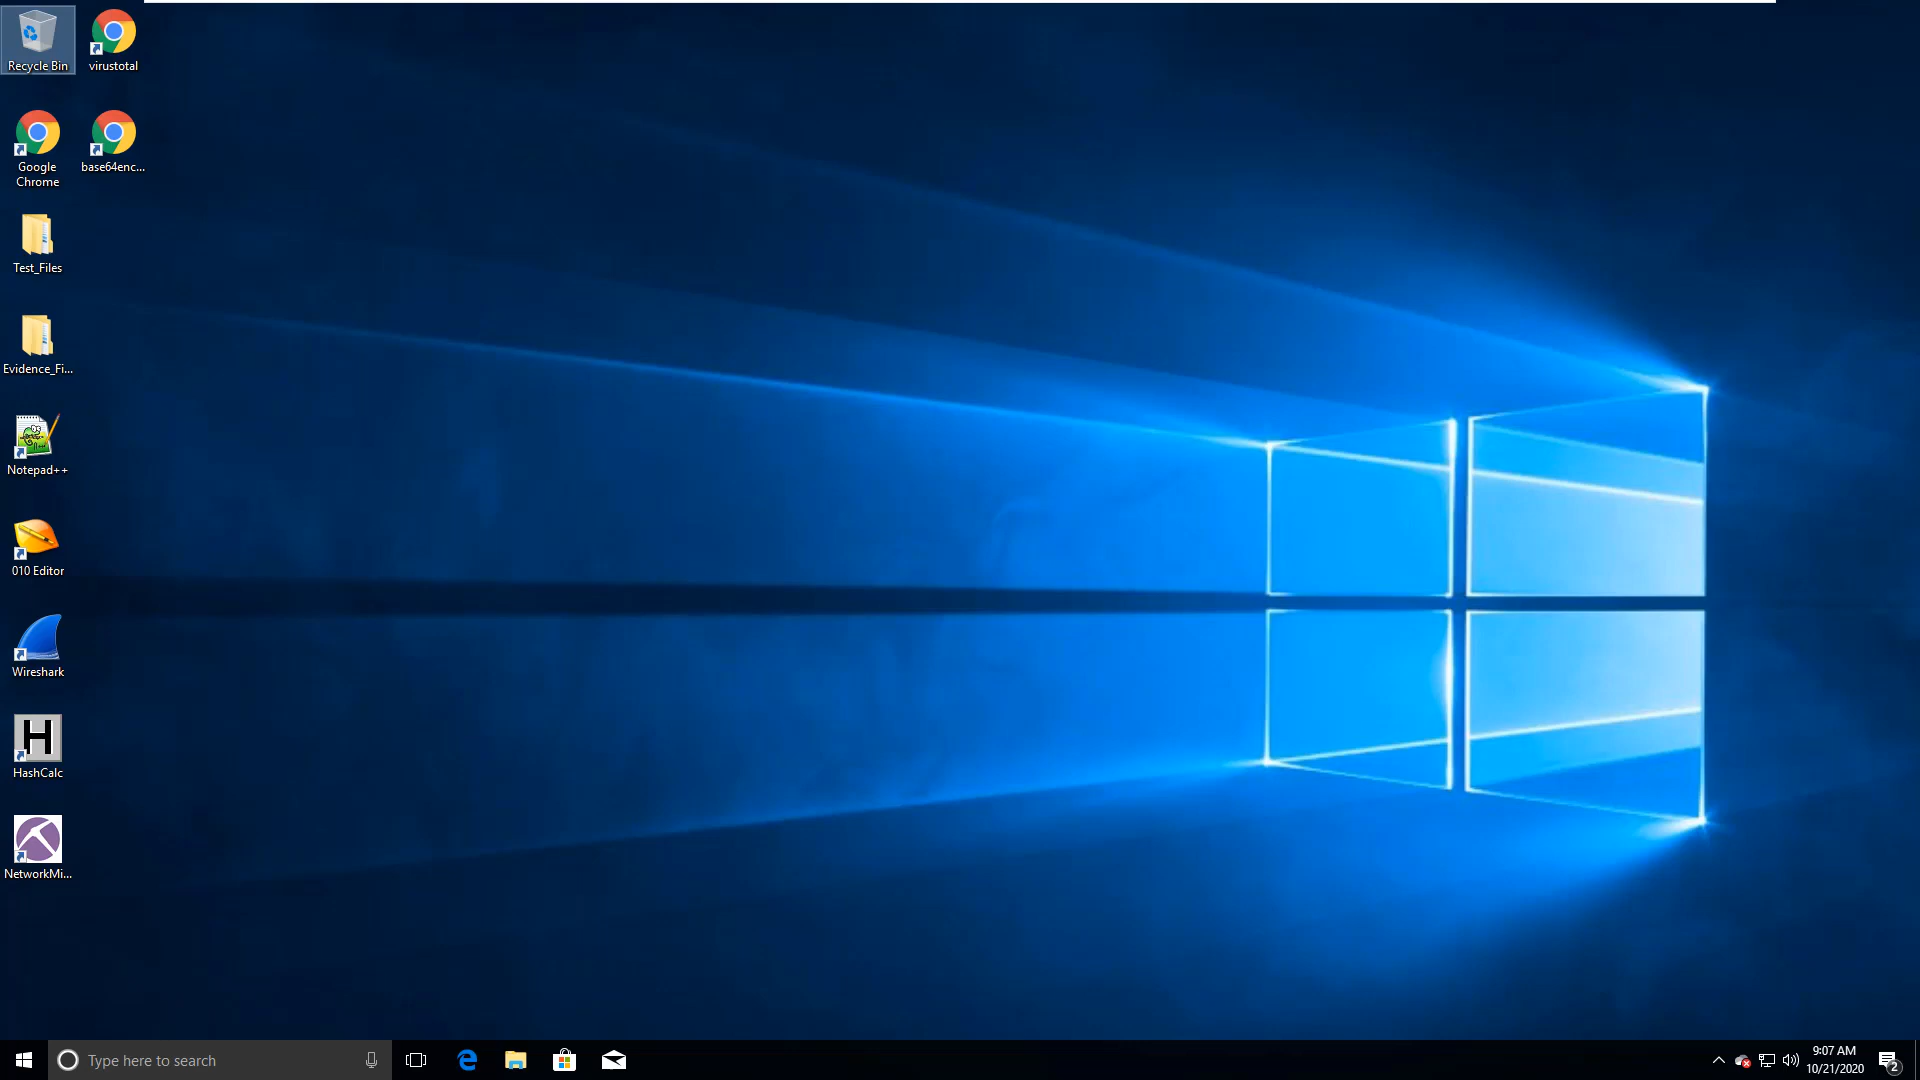 Recycle Bin
virustotal
Google
Chrome
base64enc...
Test_Files
Evidence_Fi...
Notepad++
010 Editor
Wireshark
H
HashCalc
NetworkMi...
Type here to search
9:07 AM
10/21/2020
2